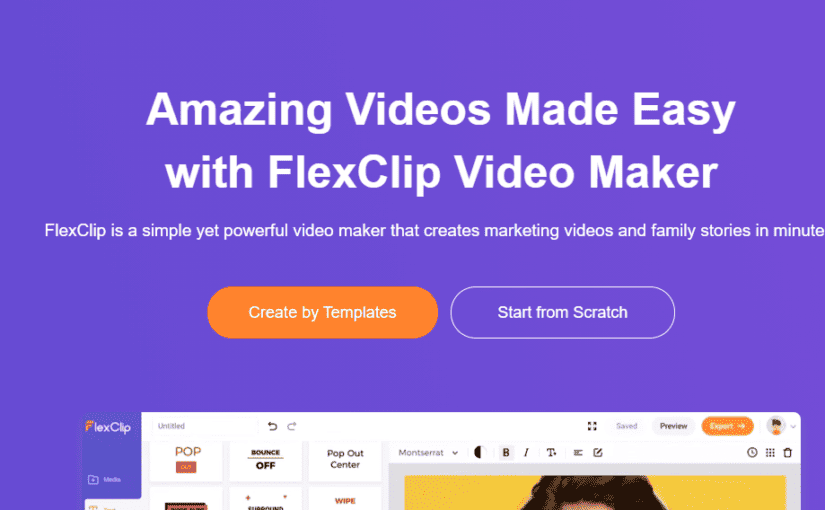 Amazing Videos Made Easy
with FlexClip Video Maker
FlexClip is a simple yet powerful video maker that creates marketing videos and family stories in minute
Create by Templates
Start from Scratch
FlexClip
Untitled
Saved
Preview
Export
POP
OUT
BOUNCE
OFF
Pop Out
Center
Montserrat
B
I
T
Media
SURROUND
WIPE